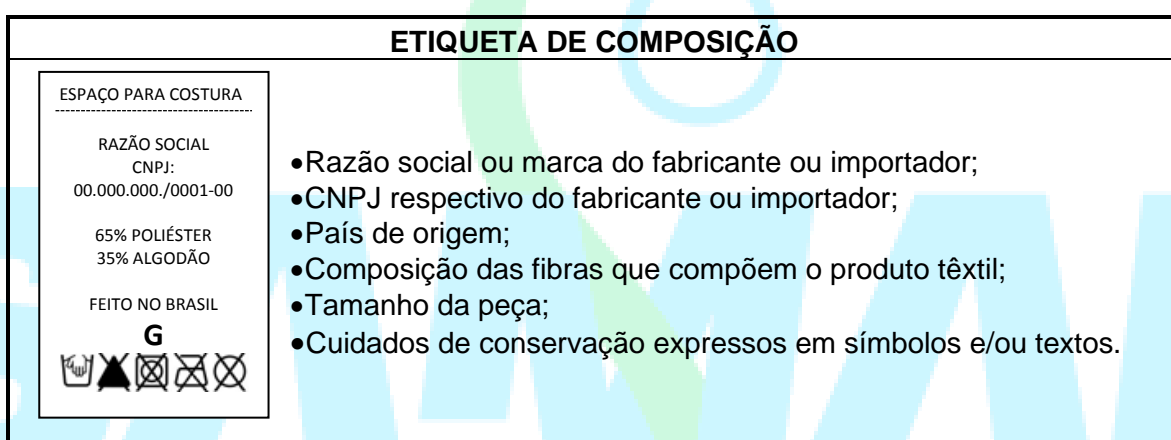 ETIQUETA DE COMPOSIÇÃO
ESPAÇO PARA COSTURA
RAZÃO SOCIAL
CNPJ:
00.000.000./0001-00
65% POLIÉSTER
35% ALGODÃO
FEITO NO BRASIL
G
•Razão social ou marca do fabricante ou importador;
•CNPJ respectivo do fabricante ou importador;
•País de origem;
•Composição das fibras que compõem o produto têxtil;
•Tamanho da peça;
•Cuidados de conservação expressos em símbolos e/ou textos.